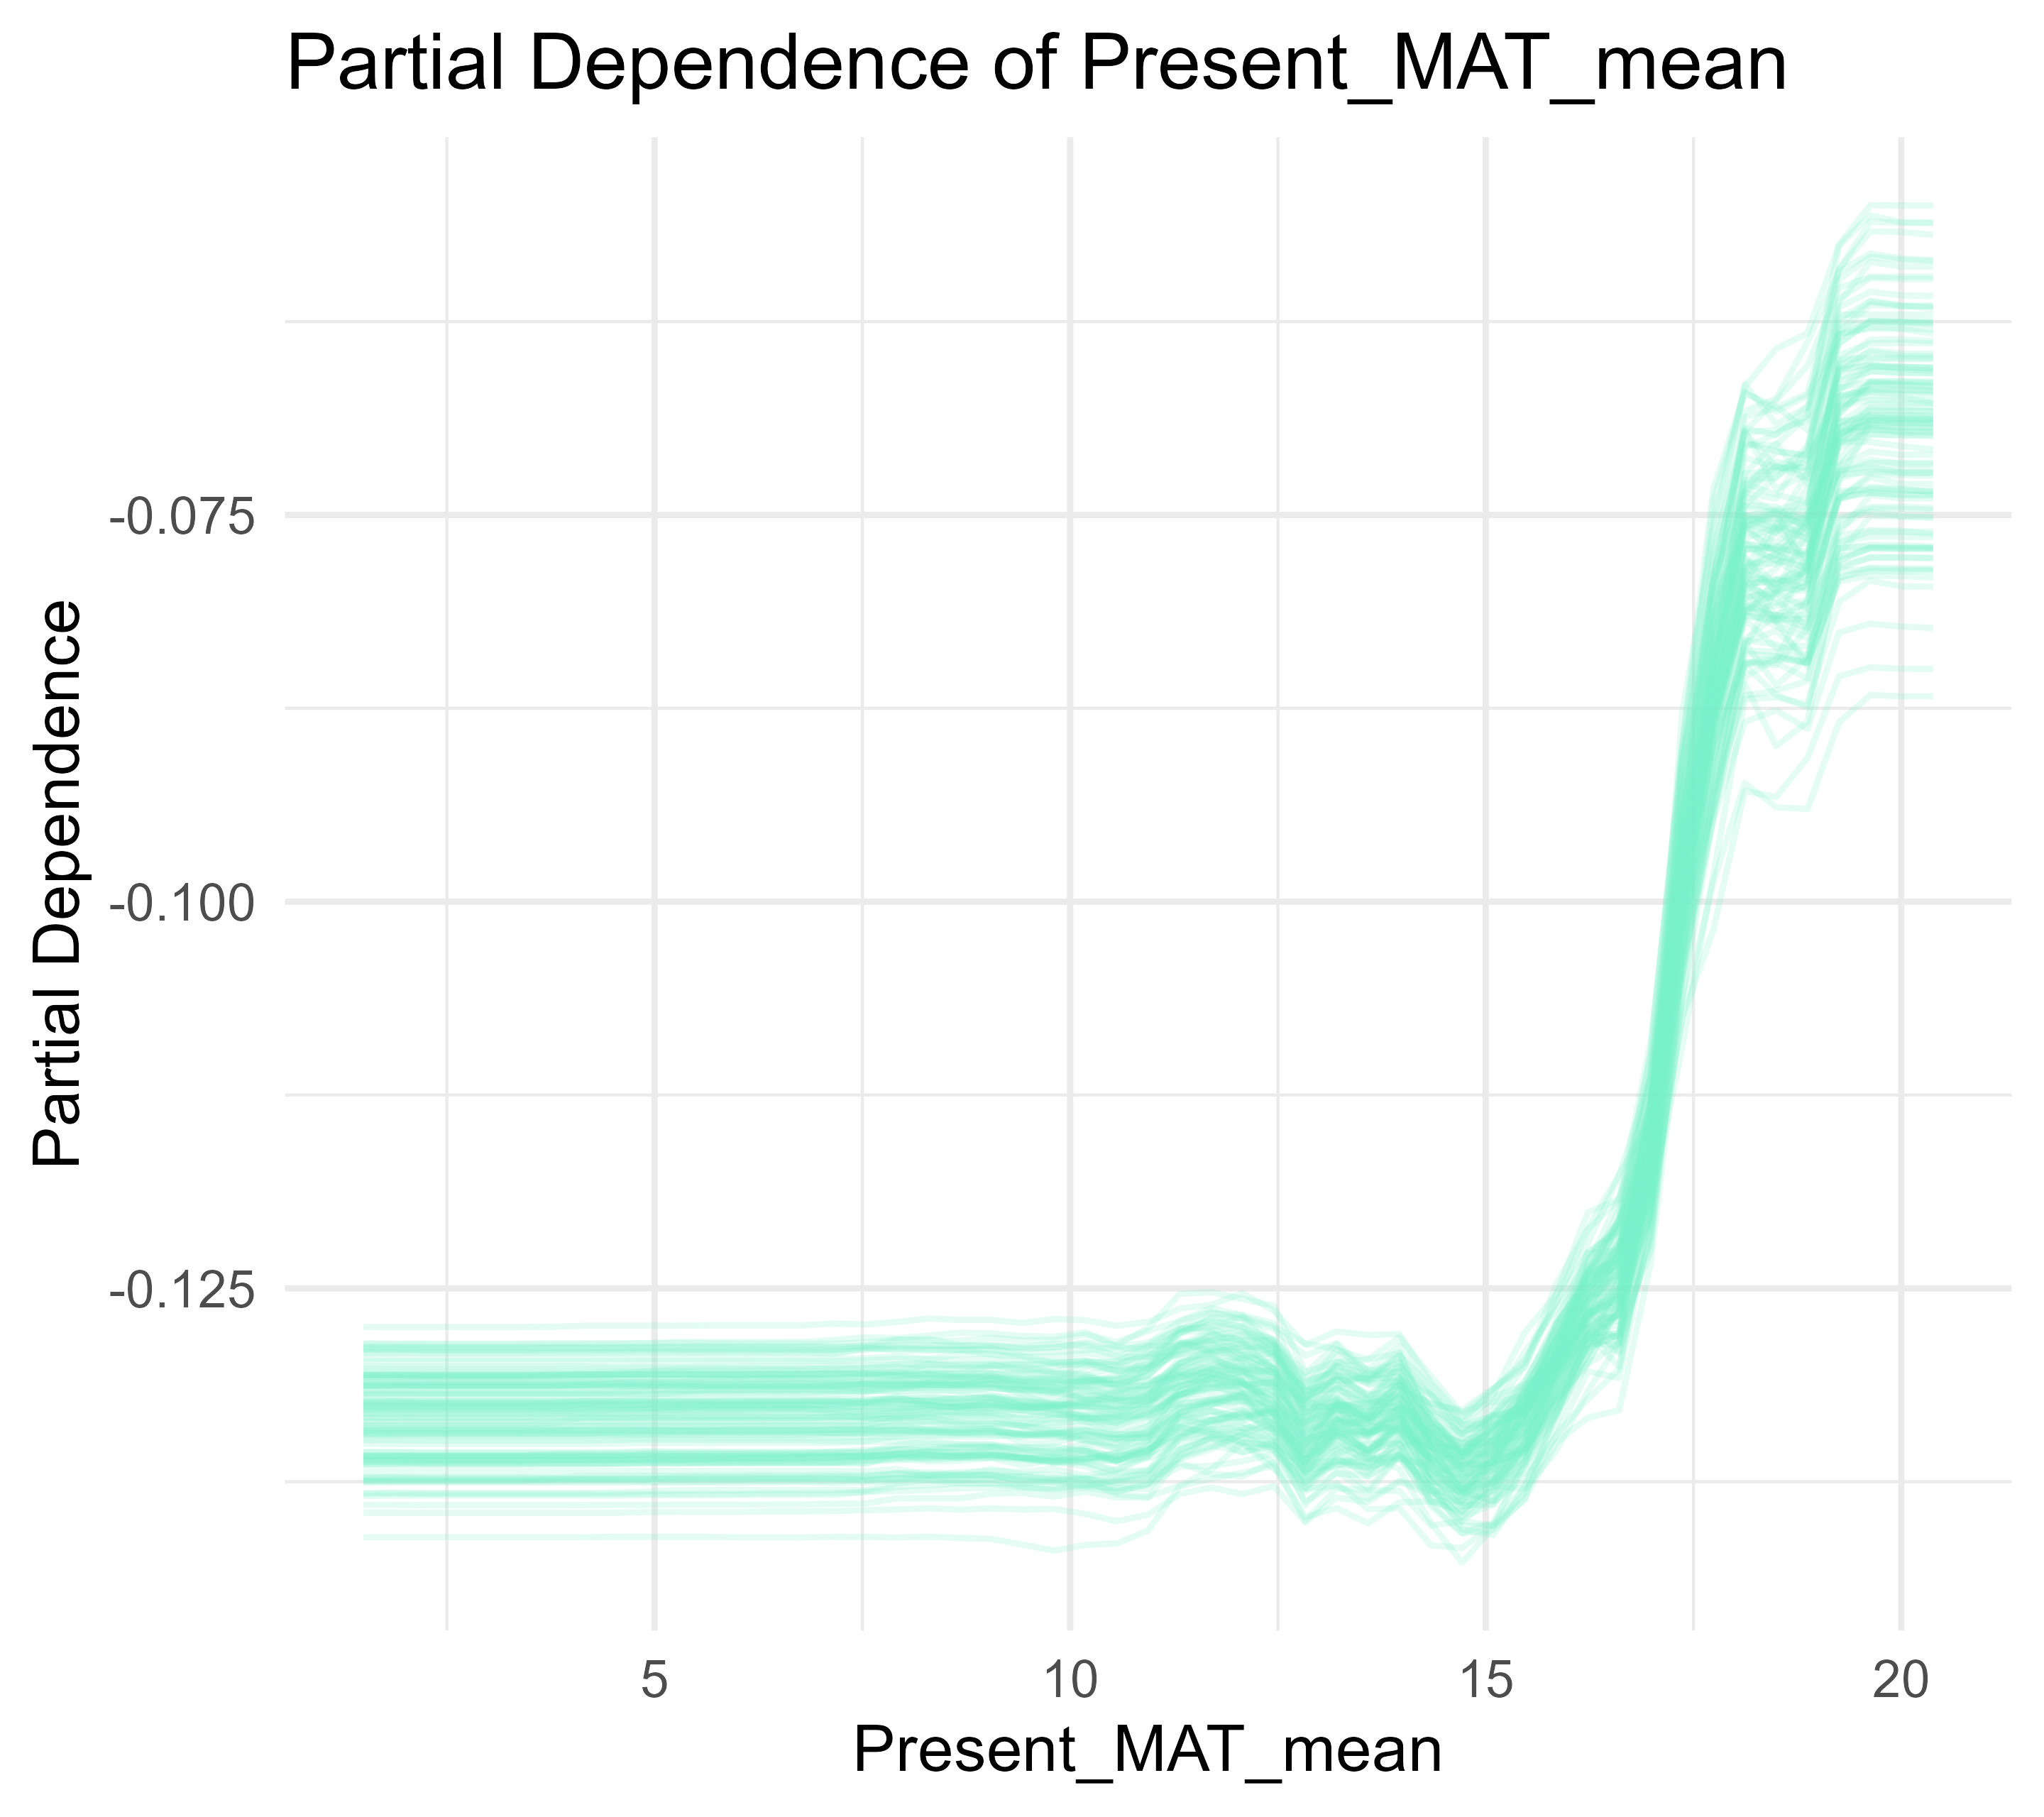 Partial Dependence of Present_MAT_mean
Partial Dependence
-0.075
-0.100
-0.125
5 10 15 20
Present_MAT_mean